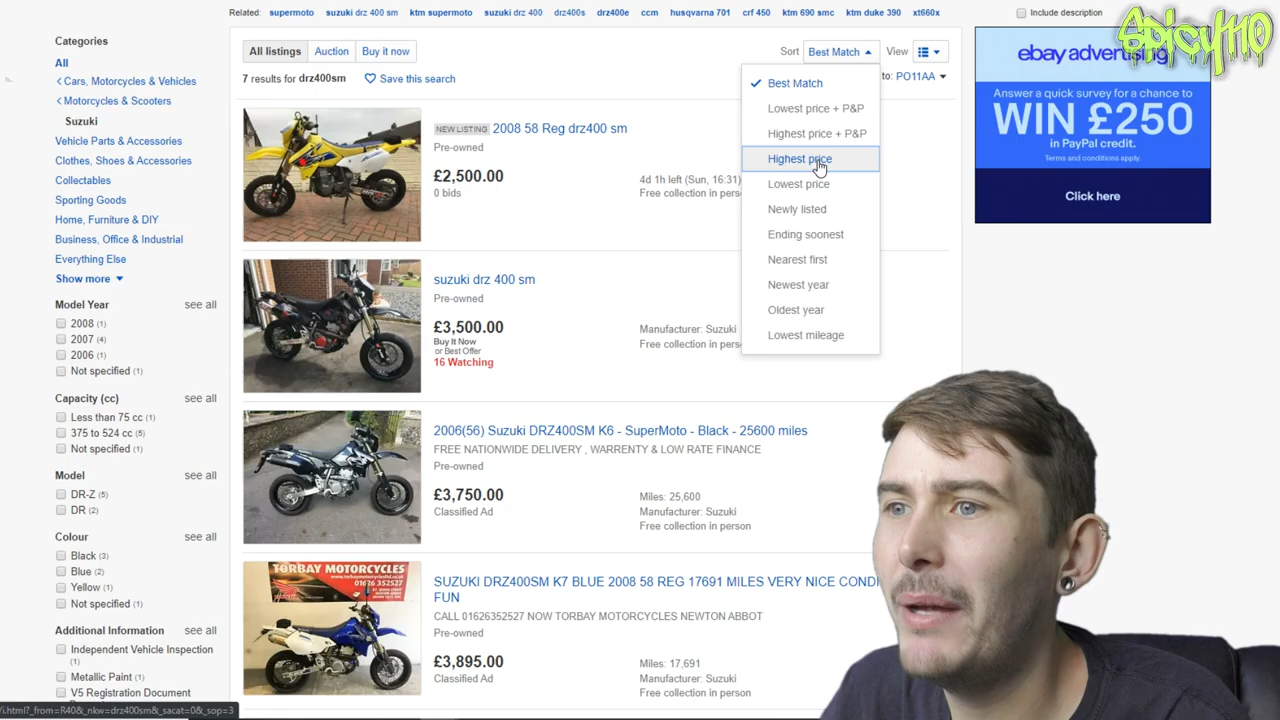 Related: supermoto suzuki drz 400 sm ktm supermoto suzuki drz 400 drz400s drz400e ccm husqvarna 701 crf 450 ktm 690 smc ktm duke 390 xt660x Include description
SPICY110
Categories
All
Cars, Motorcycles & Vehicles
Motorcycles & Scooters
Suzuki
Vehicle Parts & Accessories
Clothes, Shoes & Accessories
Collectables
Sporting Goods
Home, Furniture & DIY
Business, Office & Industrial
Everything Else
Show more
Model Year see all
2008 (1)
2007 (4)
2006 (1)
Not specified (1)
Capacity (cc) see all
Less than 75 cc (1)
375 to 524 cc (5)
Not specified (1)
Model see all
DR-Z (5)
DR (2)
Colour see all
Black (3)
Blue (2)
Yellow (1)
Not specified (1)
Additional Information see all
Independent Vehicle Inspection
(1)
Metallic Paint (1)
V5 Registration Document
/i.html?_from=R40&_nkw=drz400sm&_sacat=0&_sop=3
All listings Auction Buy it now Sort Best Match View
7 results for drz400sm Save this search to: PO11AA
Best Match
Lowest price + P&P
Highest price + P&P
Highest price
Lowest price
Newly listed
Ending soonest
Nearest first
Newest year
Oldest year
Lowest mileage
NEW LISTING 2008 58 Reg drz400 sm
Pre-owned
£2,500.00 4d 1h left (Sun, 16:31)
0 bids Free collection in perso
suzuki drz 400 sm
Pre-owned
£3,500.00 Manufacturer: Suzuki
Buy It Now Free collection in perso
or Best Offer
16 Watching
2006(56) Suzuki DRZ400SM K6 - SuperMoto - Black - 25600 miles
FREE NATIONWIDE DELIVERY , WARRENTY & LOW RATE FINANCE
Pre-owned
£3,750.00 Miles: 25,600
Classified Ad Manufacturer: Suzuki
Free collection in person
TORBAY MOTORCYCLES
01626 352527
SUZUKI DRZ400SM K7 BLUE 2008 58 REG 17691 MILES VERY NICE CONDI
FUN
CALL 01626352527 NOW TORBAY MOTORCYCLES NEWTON ABBOT
Pre-owned
£3,895.00 Miles: 17,691
Classified Ad Manufacturer: Suzuki
Free collection in person
ebay advertising
Answer a quick survey for a chance to
WIN £250
in PayPal credit.
Terms and conditions apply.
Click here